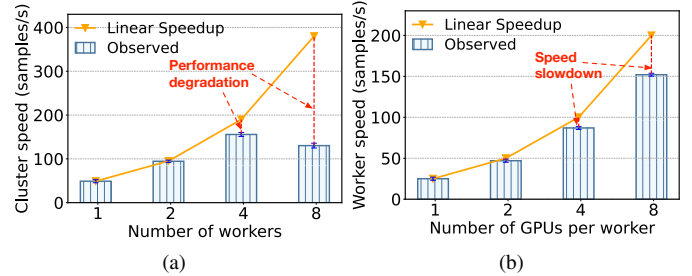 (a)
Linear Speedup
Observed
Performance
degradation
Cluster speed (samples/s)
400
300
200
100
0
1 2 4 8
Number of workers
(a)
(b)
Linear Speedup
Observed
Speed
slowdown
Worker speed (samples/s)
200
150
100
50
0
1 2 4 8
Number of GPUs per worker
(b)